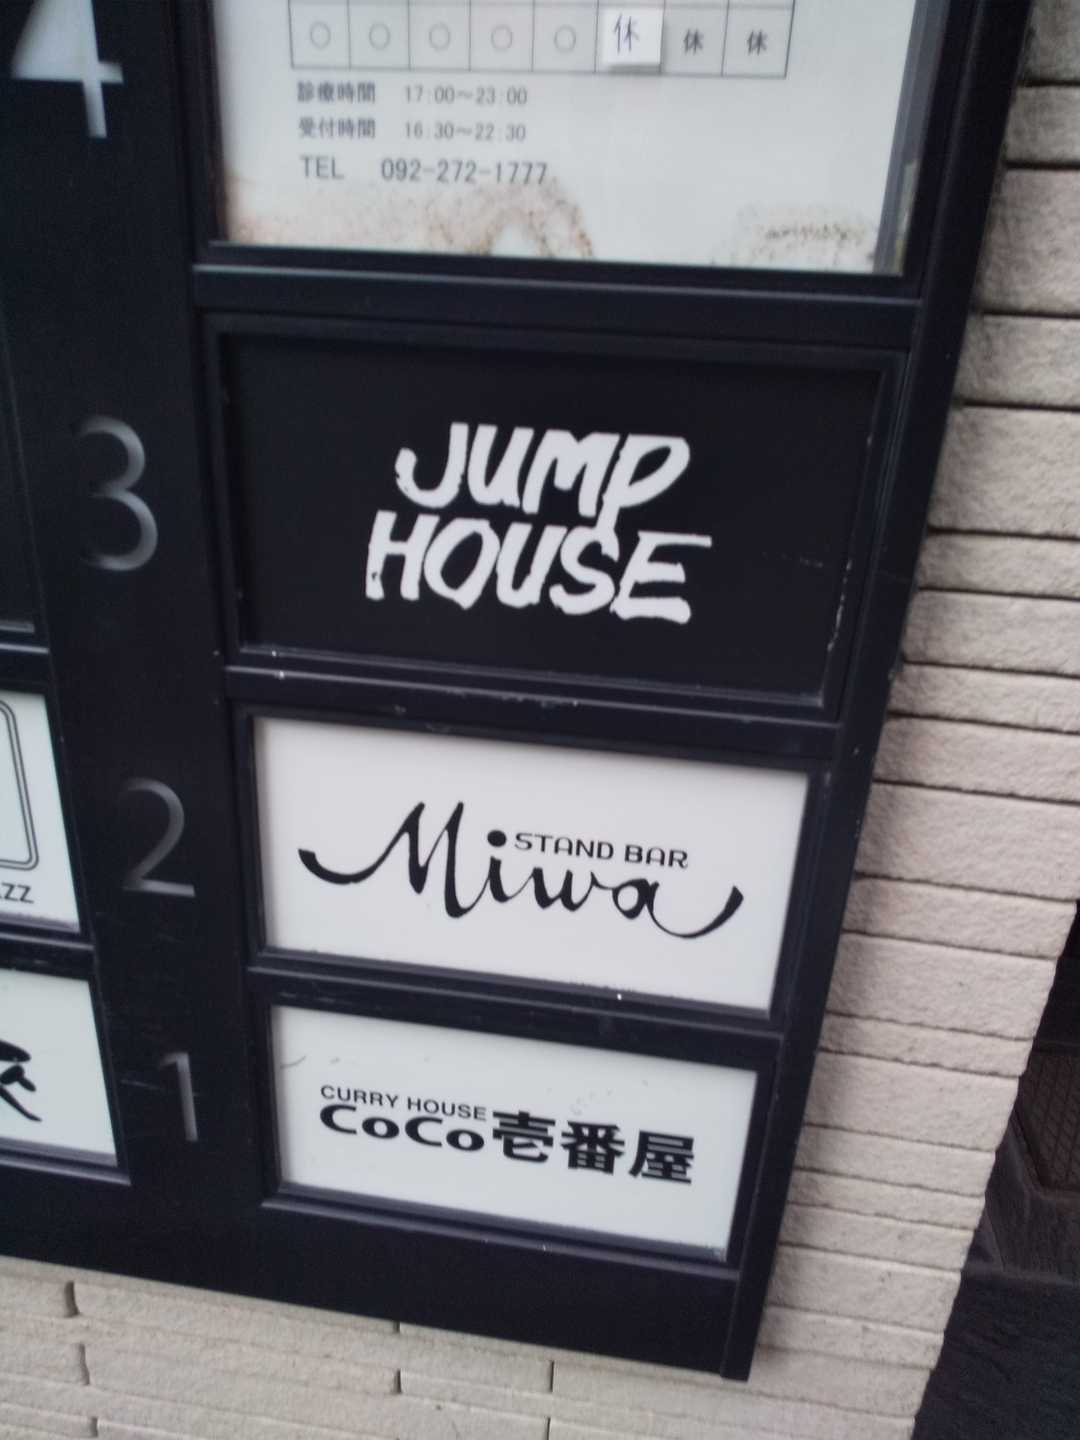 4
○ ○ ○ ○ ○ 休 休 休
診療時間 17:00～23:00
受付時間 16:30～22:30
TEL 092-272-1777
3
JUMP
HOUSE
2
STAND BAR
Miwa
AZZ
1
CURRY HOUSE
CoCo壱番屋